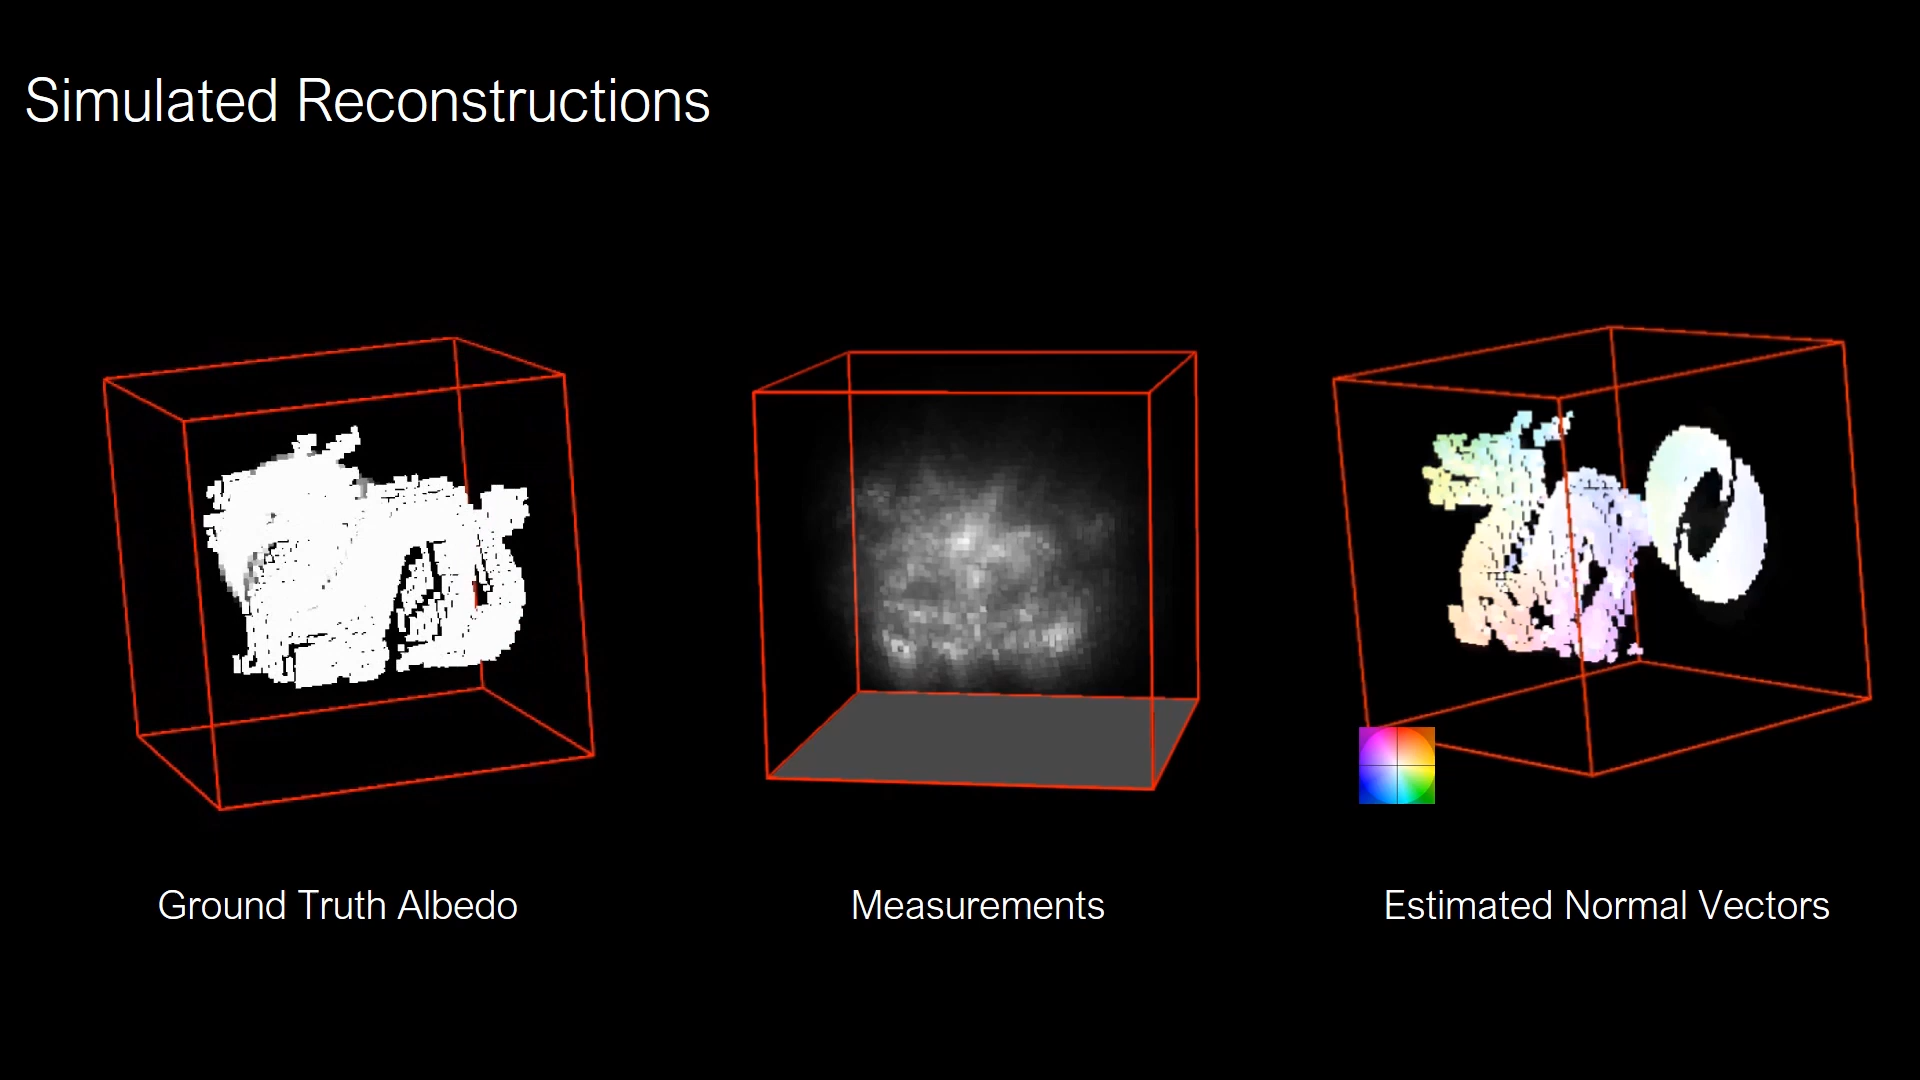 Simulated Reconstructions
Ground Truth Albedo
Measurements
Estimated Normal Vectors